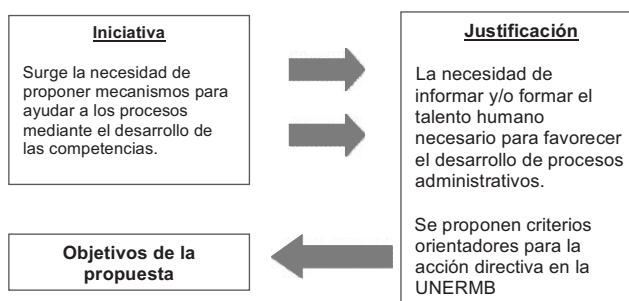 Iniciativa
Surge la necesidad de
proponer mecanismos para
ayudar a los procesos
mediante el desarrollo de
las competencias.
Justificación
La necesidad de
informar y/o formar el
talento humano
necesario para favorecer
el desarrollo de procesos
administrativos.
Se proponen criterios
orientadores para la
acción directiva en la
UNERMB
Objetivos de la
propuesta